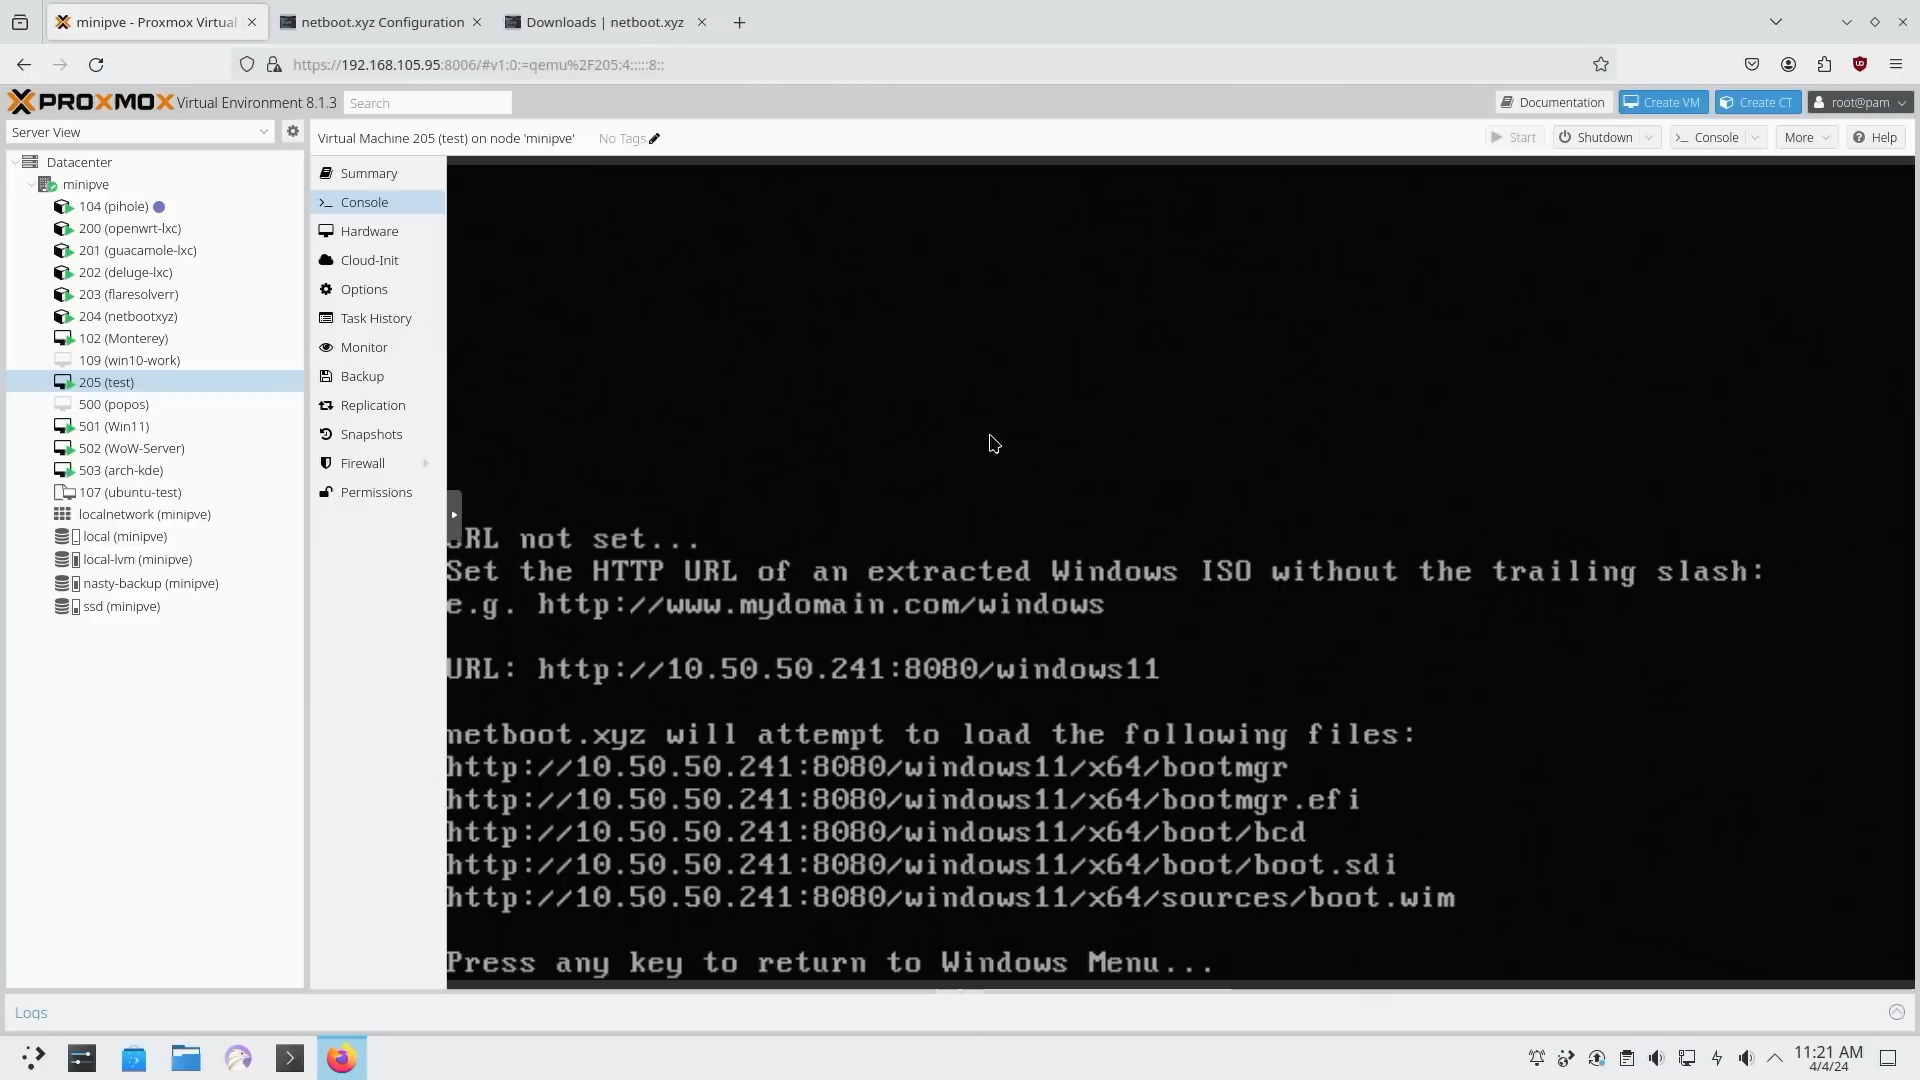 minipve - Proxmox Virtual
netboot.xyz Configuration
Downloads | netboot.xyz
https://192.168.105.95:8006/#v1:0:=qemu%2F205:4:::::8::
PROXMOX Virtual Environment 8.1.3
Search
Documentation
Create VM
Create CT
root@pam
Server View
Virtual Machine 205 (test) on node 'minipve'
No Tags
Start
Shutdown
Console
More
Help
Datacenter
minipve
104 (pihole)
200 (openwrt-lxc)
201 (guacamole-lxc)
202 (deluge-lxc)
203 (flaresolverr)
204 (netbootxyz)
102 (Monterey)
109 (win10-work)
205 (test)
500 (popos)
501 (Win11)
502 (WoW-Server)
503 (arch-kde)
107 (ubuntu-test)
localnetwork (minipve)
local (minipve)
local-lvm (minipve)
nasty-backup (minipve)
ssd (minipve)
Summary
Console
Hardware
Cloud-Init
Options
Task History
Monitor
Backup
Replication
Snapshots
Firewall
Permissions
URL not set...
Set the HTTP URL of an extracted Windows ISO without the trailing slash:
e.g. http://www.mydomain.com/windows
URL: http://10.50.50.241:8080/windows11
netboot.xyz will attempt to load the following files:
http://10.50.50.241:8080/windows11/x64/bootmgr
http://10.50.50.241:8080/windows11/x64/bootmgr.efi
http://10.50.50.241:8080/windows11/x64/boot/bcd
http://10.50.50.241:8080/windows11/x64/boot/boot.sdi
http://10.50.50.241:8080/windows11/x64/sources/boot.wim
Press any key to return to Windows Menu...
Logs
11:21 AM
4/4/24